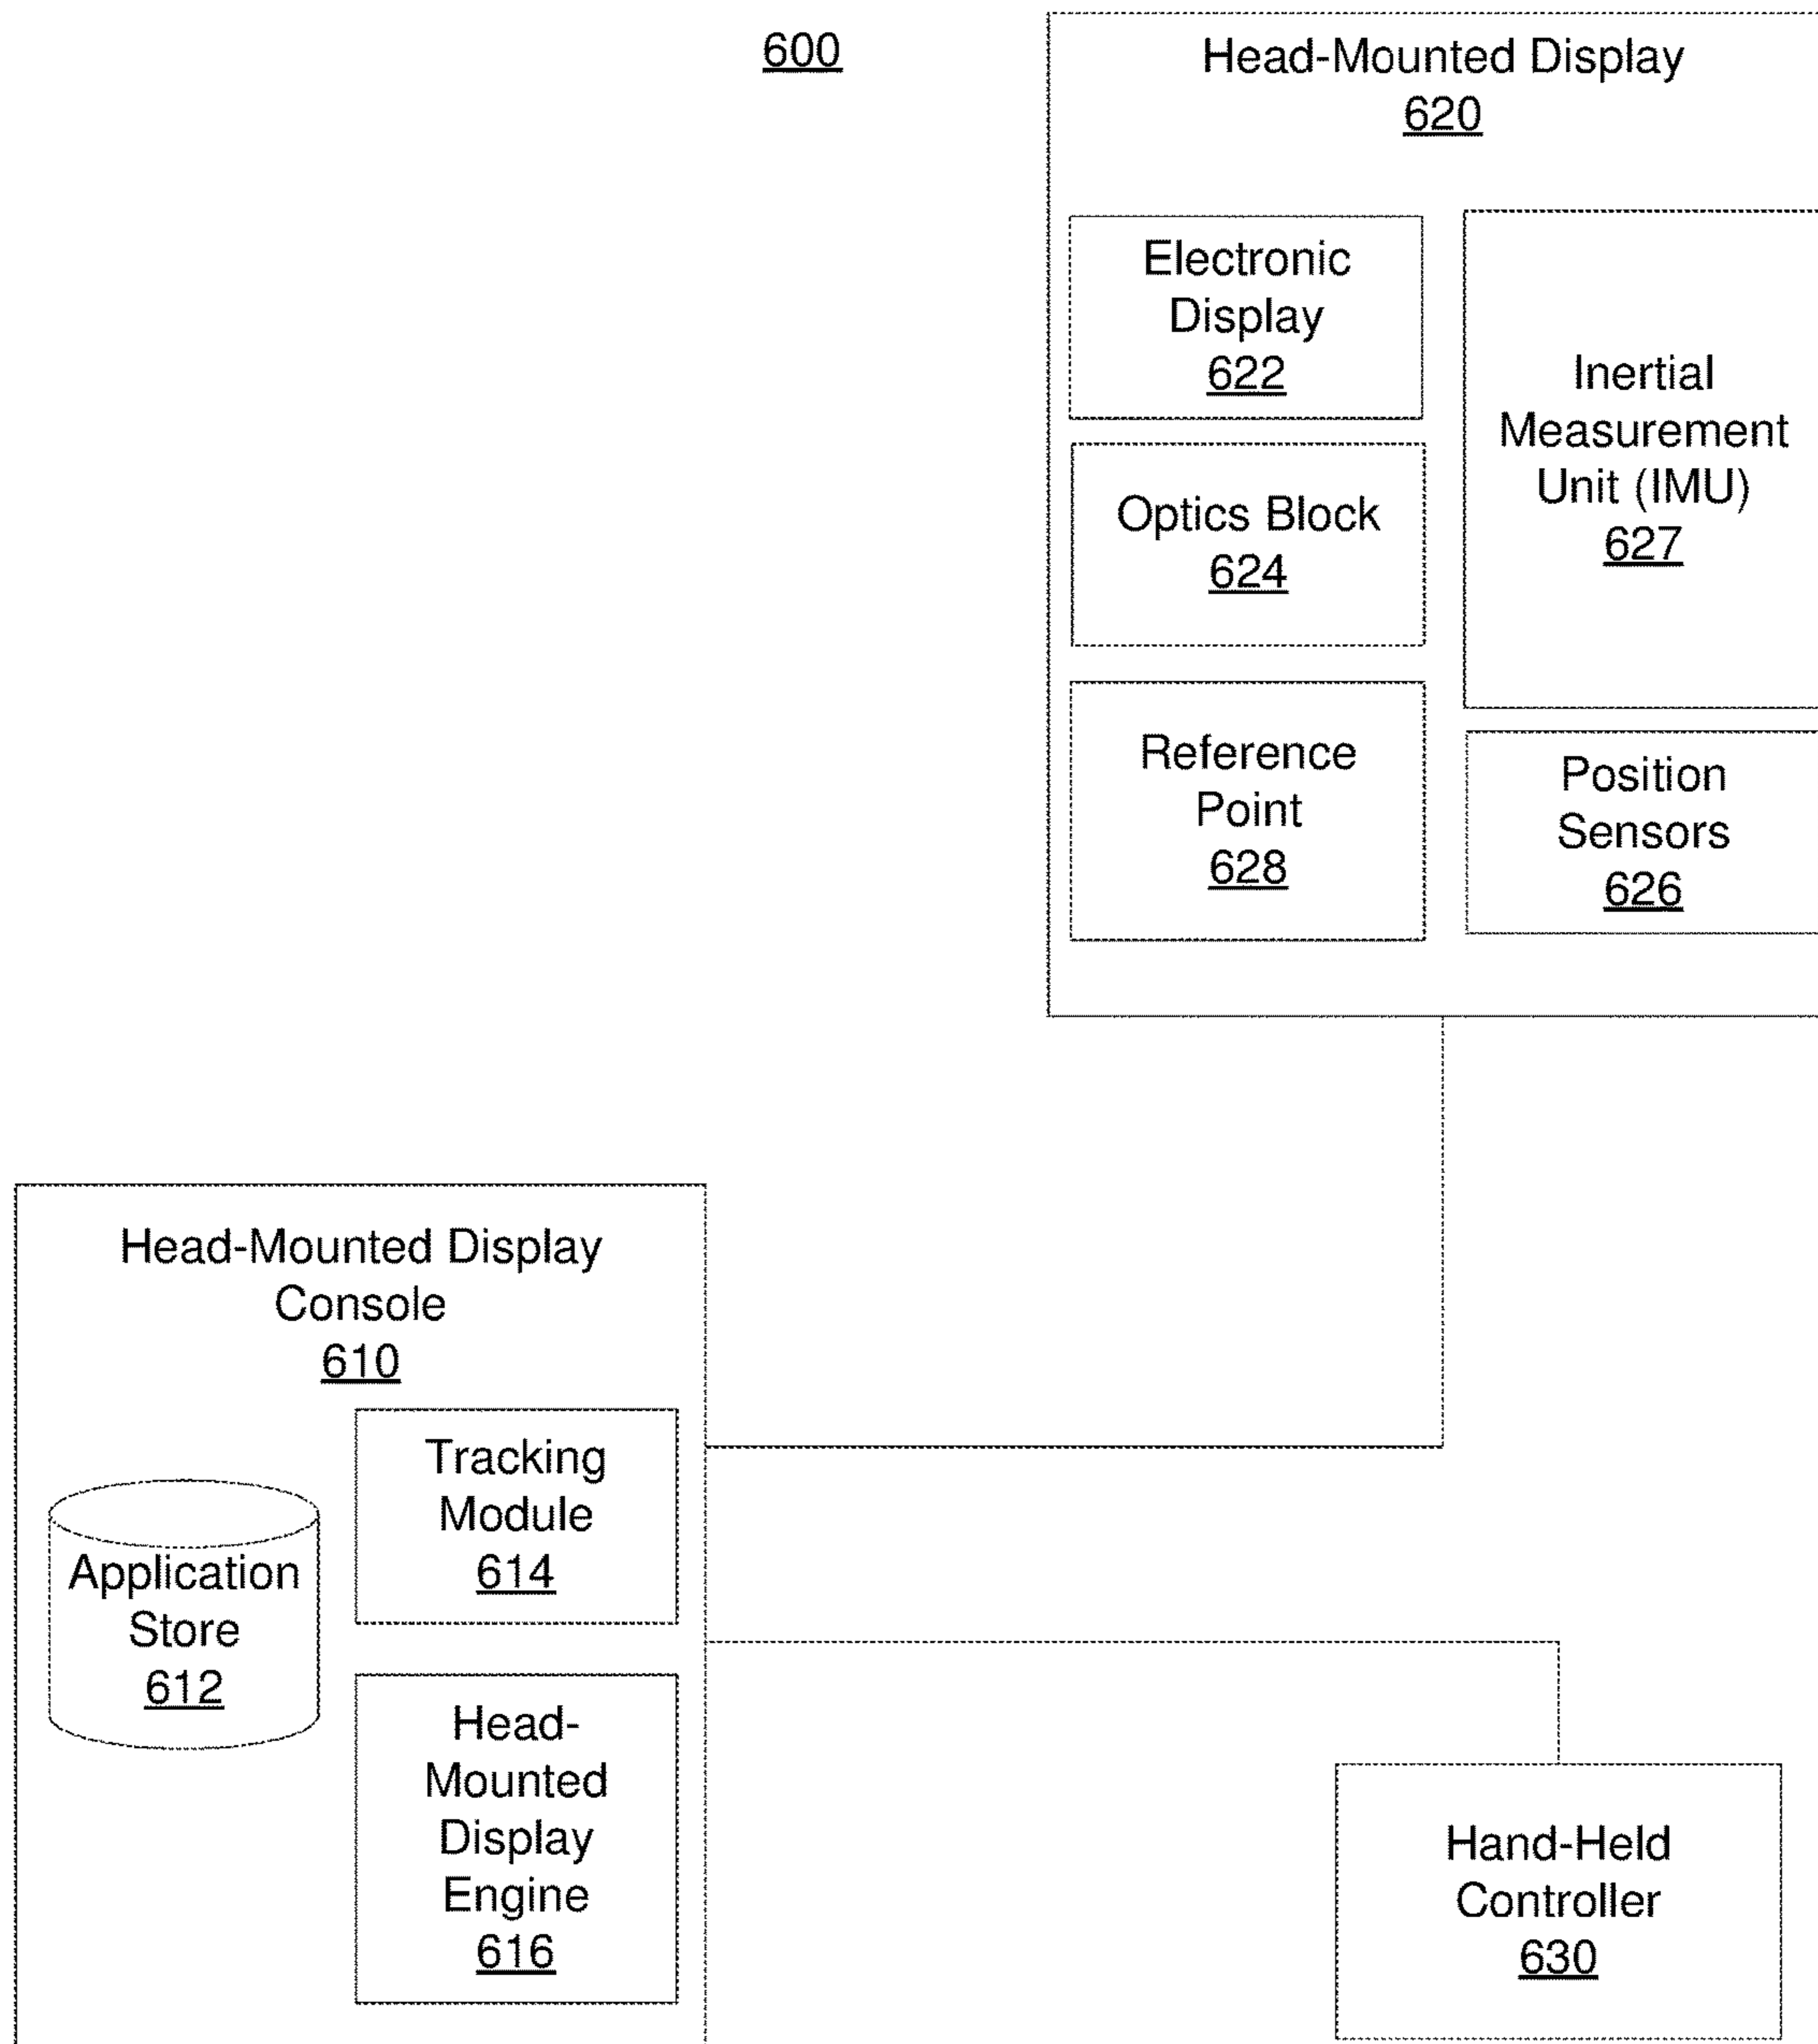 600
Head-Mounted Display
620
Electronic
Display
622
Optics Block
624
Reference
Point
628
Inertial
Measurement
Unit (IMU)
627
Position
Sensors
626
Head-Mounted Display
Console
610
Application
Store
612
Tracking
Module
614
Head-
Mounted
Display
Engine
616
Hand-Held
Controller
630